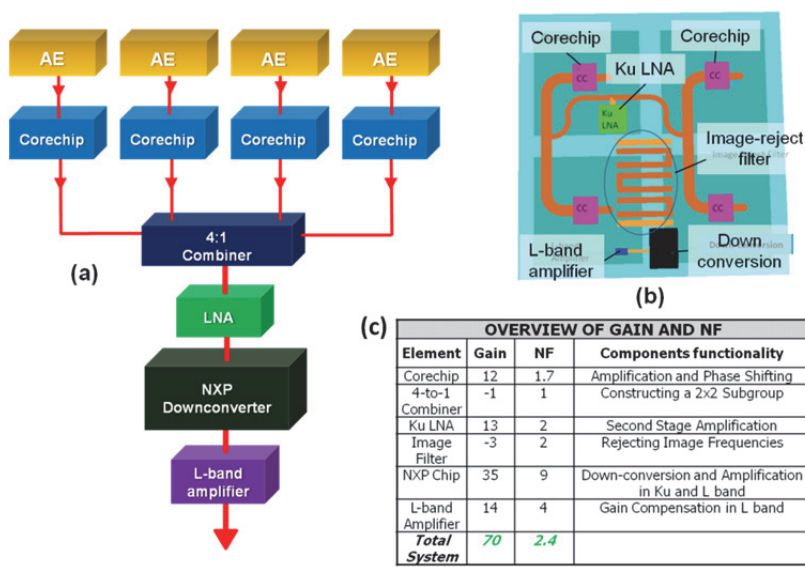 AE AE AE AE
Corechip Corechip Corechip Corechip
4:1
Combiner
(a)
LNA
NXP
Downconverter
L-band
amplifier
Corechip Corechip
Ku LNA
CC CC
Ku
LNA
Image-reject
filter
CC CC
L-band
amplifier
Down
conversion
(b)
(c)
OVERVIEW OF GAIN AND NF
Element Gain NF Components functionality
Corechip 12 1.7 Amplification and Phase Shifting
4-to-1
Combiner -1 1 Constructing a 2x2 Subgroup
Ku LNA 13 2 Second Stage Amplification
Image
Filter -3 2 Rejecting Image Frequencies
NXP Chip 35 9 Down-conversion and Amplification
in Ku and L band
L-band
Amplifier 14 4 Gain Compensation in L band
Total
System 70 2.4